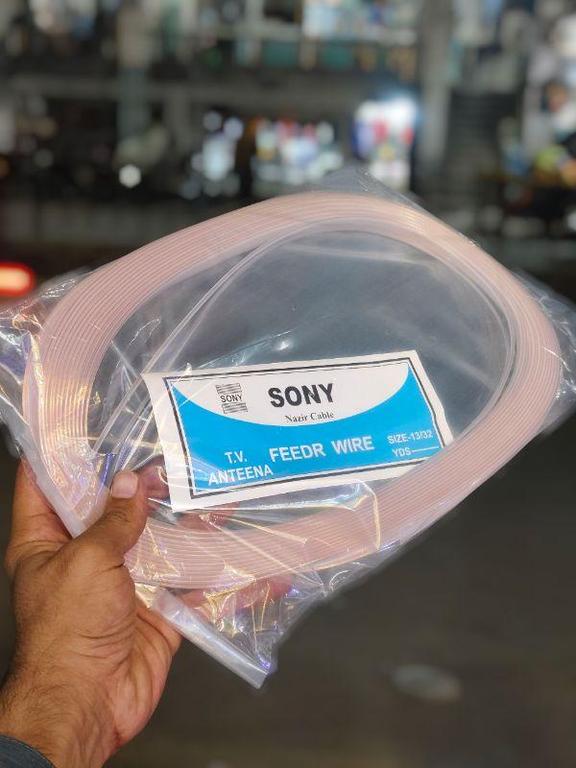 SONY
SONY
Nazir Cable
T.V. FEEDR WIRE SIZE-13/32
ANTEENA YDS